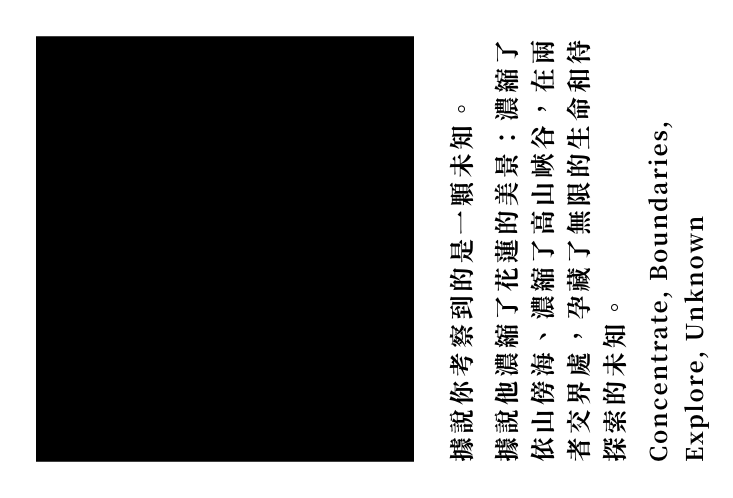 據說你考察到的是一顆未知。
據說他濃縮了花蓮的美景：濃縮了
依山傍海、濃縮了高山峽谷，在兩
者交界處，孕藏了無限的生命和待
探索的未知。
Concentrate, Boundaries,
Explore, Unknown